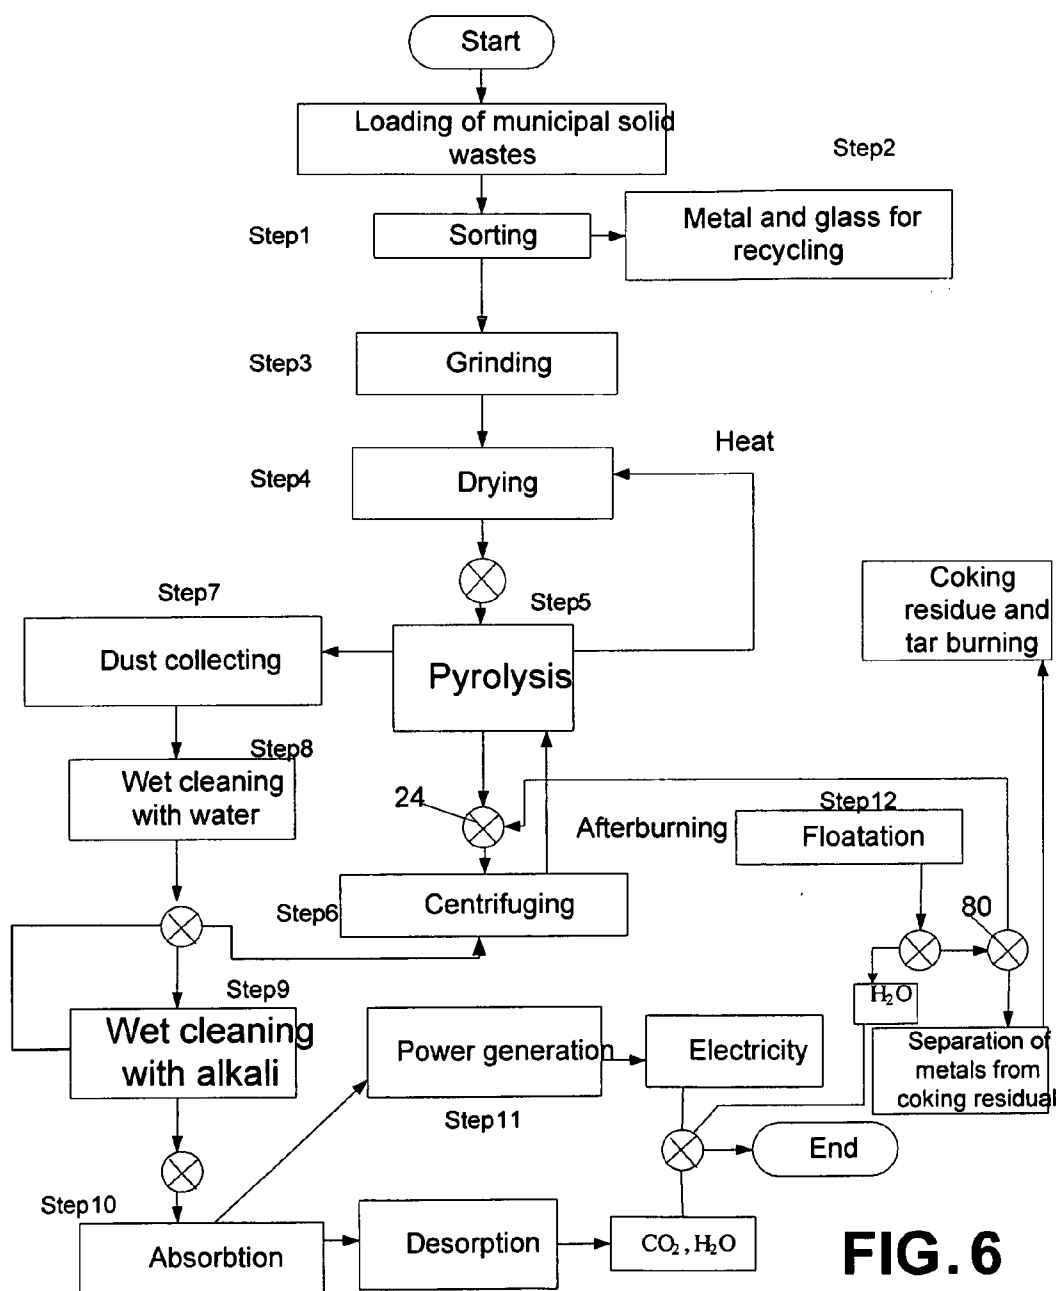 Start
Loading of municipal solid
wastes
Step2
Step1
Sorting
Metal and glass for
recycling
Step3
Grinding
Heat
Step4
Drying
Step7
Step5
Coking
residue and
tar burning
Dust collecting
Pyrolysis
Step8
Wet cleaning
with water
24
Step12
Afterburning
Floatation
Step6
Centrifuging
80
Step9
H₂O
Wet cleaning
with alkali
Power generation
Electricity
Separation of
metals from
coking residual
Step11
End
Step10
Absorbtion
Desorption
CO₂, H₂O
FIG. 6